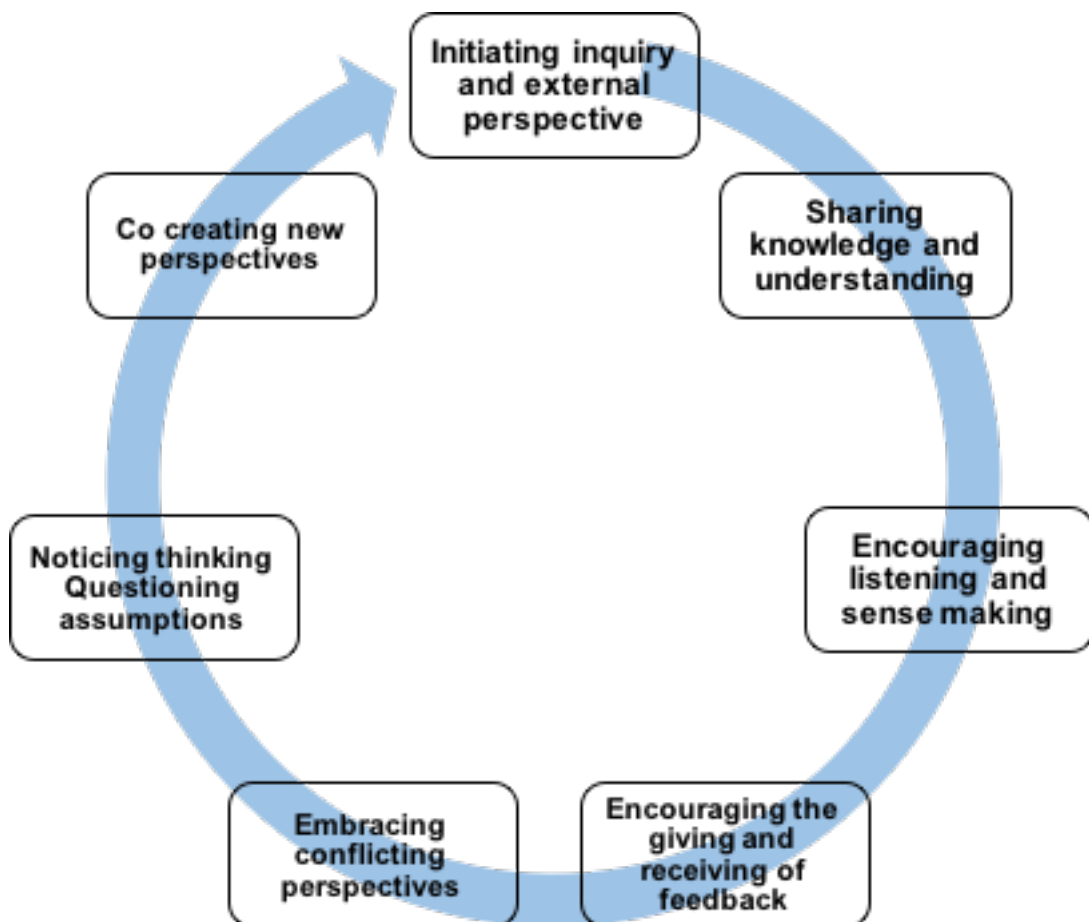 Initiating inquiry
and external
perspective
Sharing
knowledge and
understanding
Encouraging
listening and
sense making
Encouraging the
giving and
receiving of
feedback
Embracing
conflicting
perspectives
Noticing thinking
Questioning
assumptions
Co creating new
perspectives